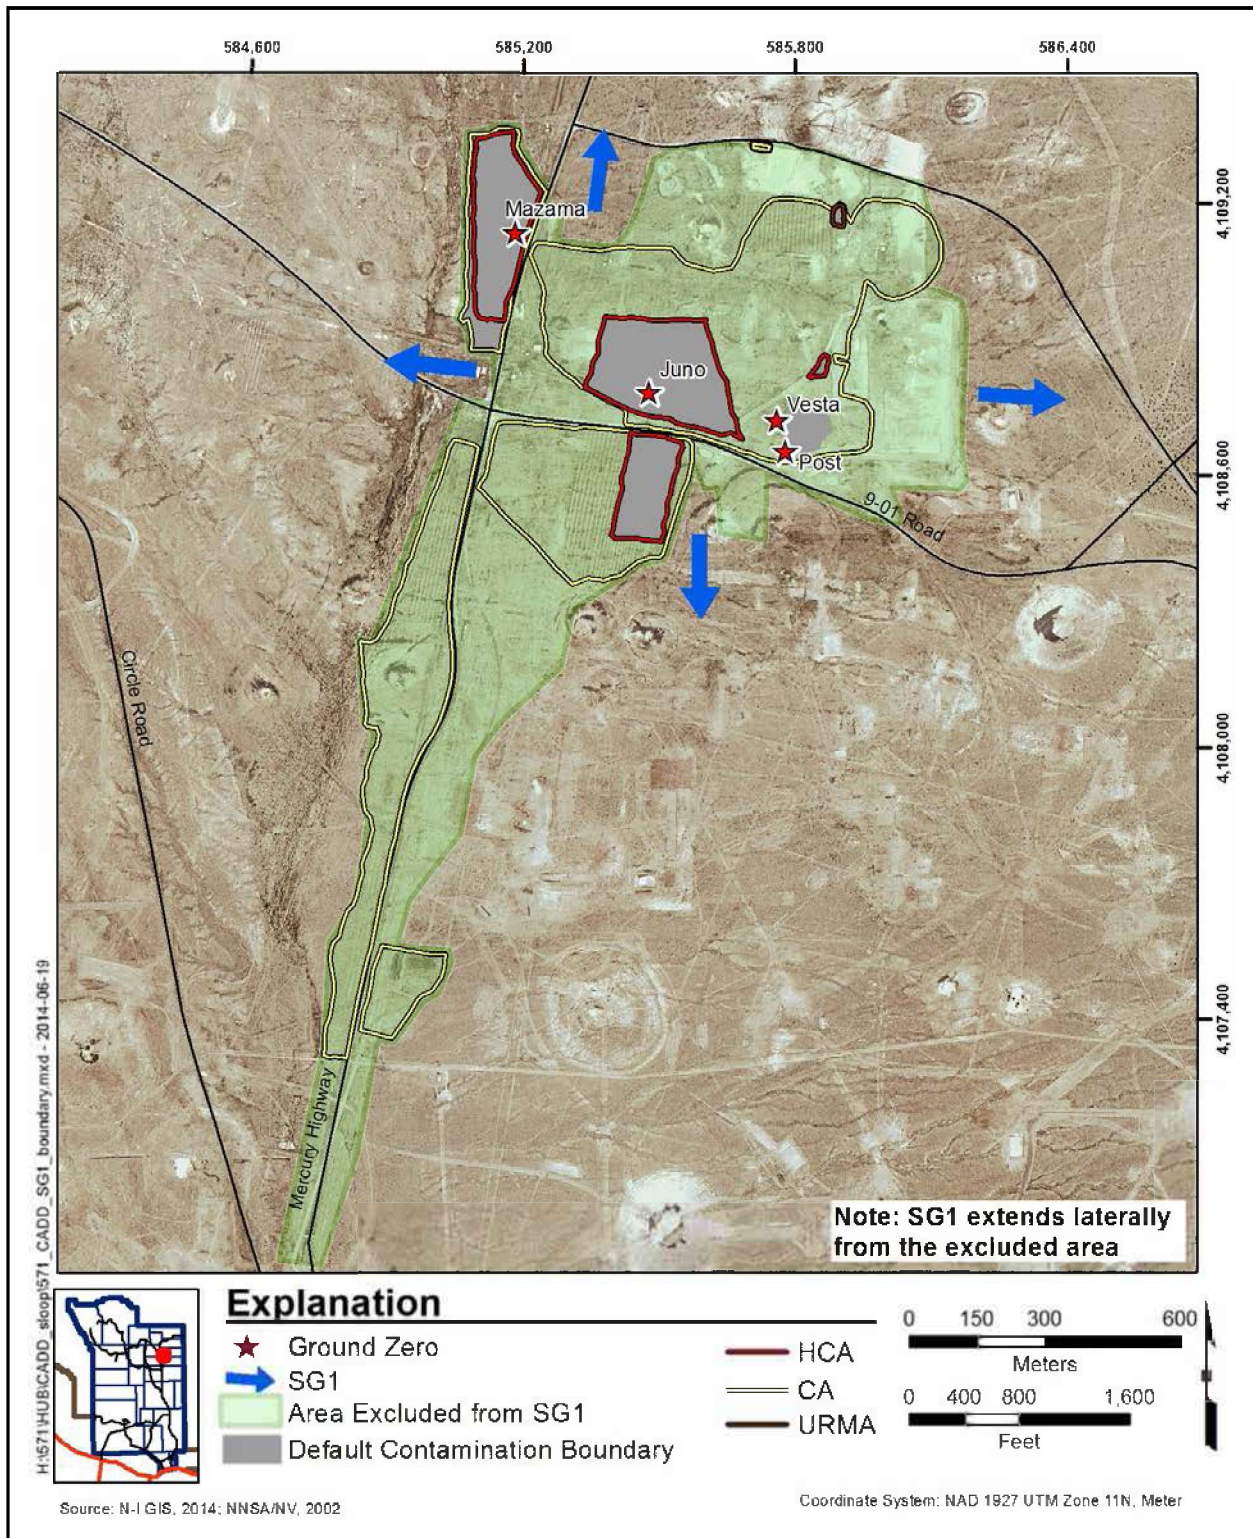 584,600 585,200 585,800 586,400
4,109,200
Mazama
Juno
Vesta
Post
4,108,600
9-01 Road
Circle Road
4,108,000
4,107,400
Mercury Highway
Note: SG1 extends laterally
from the excluded area
H:\571\HUB\CADD_sloop\571_CADD_SG1_boundary.mxd - 2014-06-19
Explanation
Ground Zero
SG1
Area Excluded from SG1
Default Contamination Boundary
HCA
CA
URMA
0 150 300 600
Meters
0 400 800 1,600
Feet
Source: N-I GIS, 2014; NNSA/NV, 2002
Coordinate System: NAD 1927 UTM Zone 11N, Meter